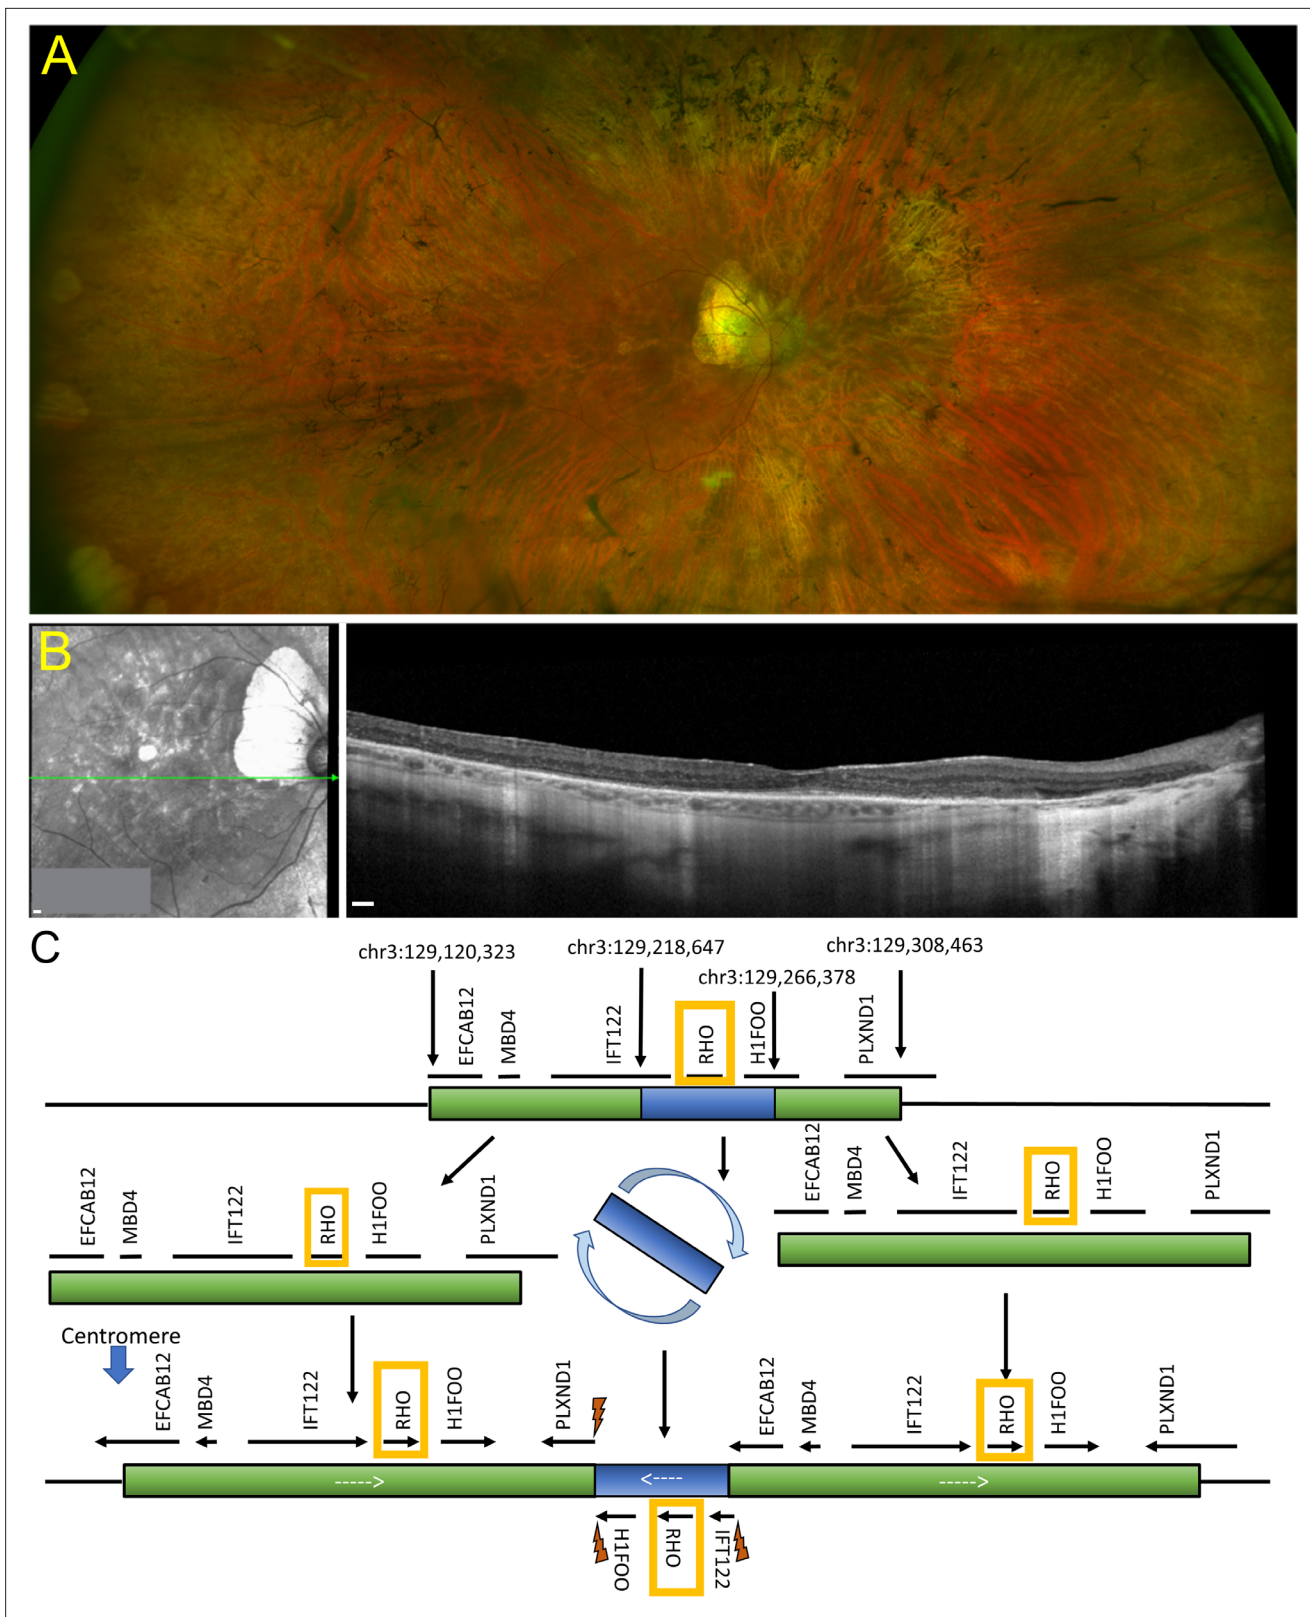 A
B
C
chr3:129,120,323
chr3:129,218,647
chr3:129,308,463
chr3:129,266,378
EFCAB12
MBD4
IFT122
RHO
H1FOO
PLXND1
EFCAB12
MBD4
IFT122
RHO
H1FOO
PLXND1
EFCAB12
MBD4
IFT122
RHO
H1FOO
PLXND1
Centromere
EFCAB12
MBD4
IFT122
RHO
H1FOO
PLXND1
EFCAB12
MBD4
IFT122
RHO
H1FOO
PLXND1
----->
<----
----->
H1FOO
RHO
IFT122